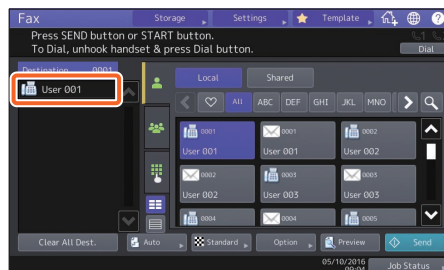 Fax
Storage
Settings
Template
Press SEND button or START button.
To Dial, unhook handset & press Dial button.
Dial
Destination 0001
User 001
Local
Shared
All
ABC
DEF
GHI
JKL
MNO
0001
User 001
0001
User 001
0002
User 002
0002
User 002
0003
User 003
0003
User 003
0004
0004
0005
Clear All Dest.
Auto
Standard
Option
Preview
Send
05/10/2016
09:04
Job Status